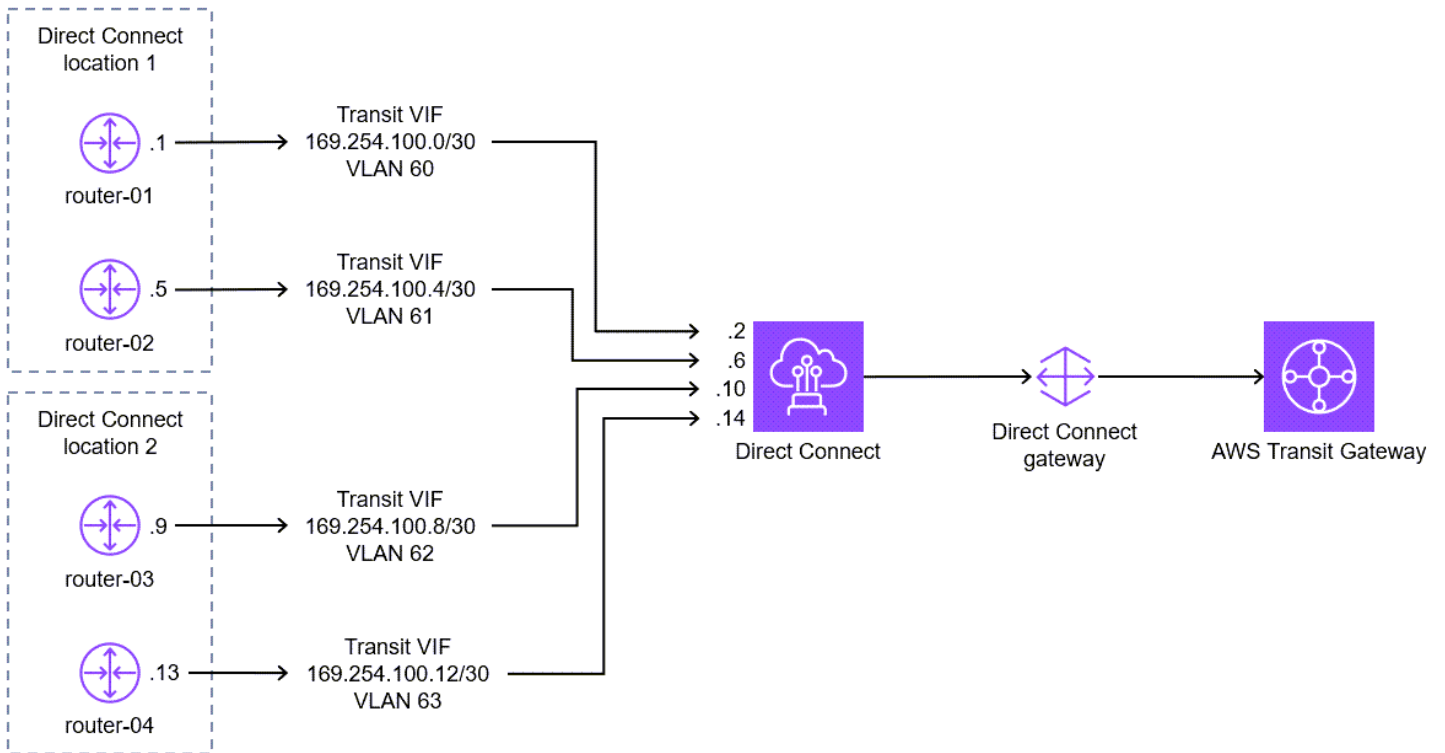 Direct Connect
location 1
.1
router-01
Transit VIF
169.254.100.0/30
VLAN 60
.5
router-02
Transit VIF
169.254.100.4/30
VLAN 61
Direct Connect
location 2
.9
router-03
Transit VIF
169.254.100.8/30
VLAN 62
.13
router-04
Transit VIF
169.254.100.12/30
VLAN 63
.2
.6
.10
.14
Direct Connect
Direct Connect
gateway
AWS Transit Gateway